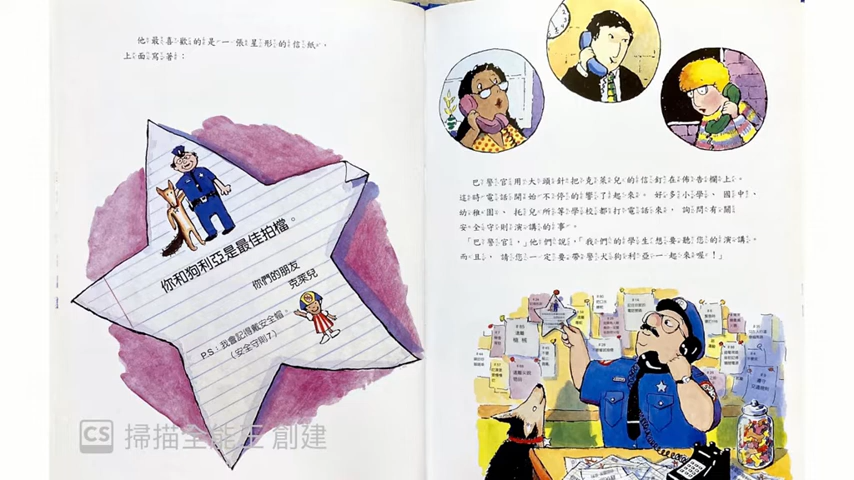 他最喜歡的是一張星形的信紙，
上面寫著：
你和狗利亞是最佳拍檔。
你們的朋友
克萊兒
P.S.：我會記得戴安全帽。
（安全守則7.）
CS 掃描全能王 創建
巴警官用大頭針把克萊兒的信釘在佈告欄上。
這時電話開始不停的響了起來。好多小學、國中、
幼稚園、托兒所等學校都打電話來，詢問有關
安全守則演講的事。
「巴警官，」他們說，「我們的學生想要聽您的演講。
而且，請您一定要帶警犬狗利亞一起來喔！」